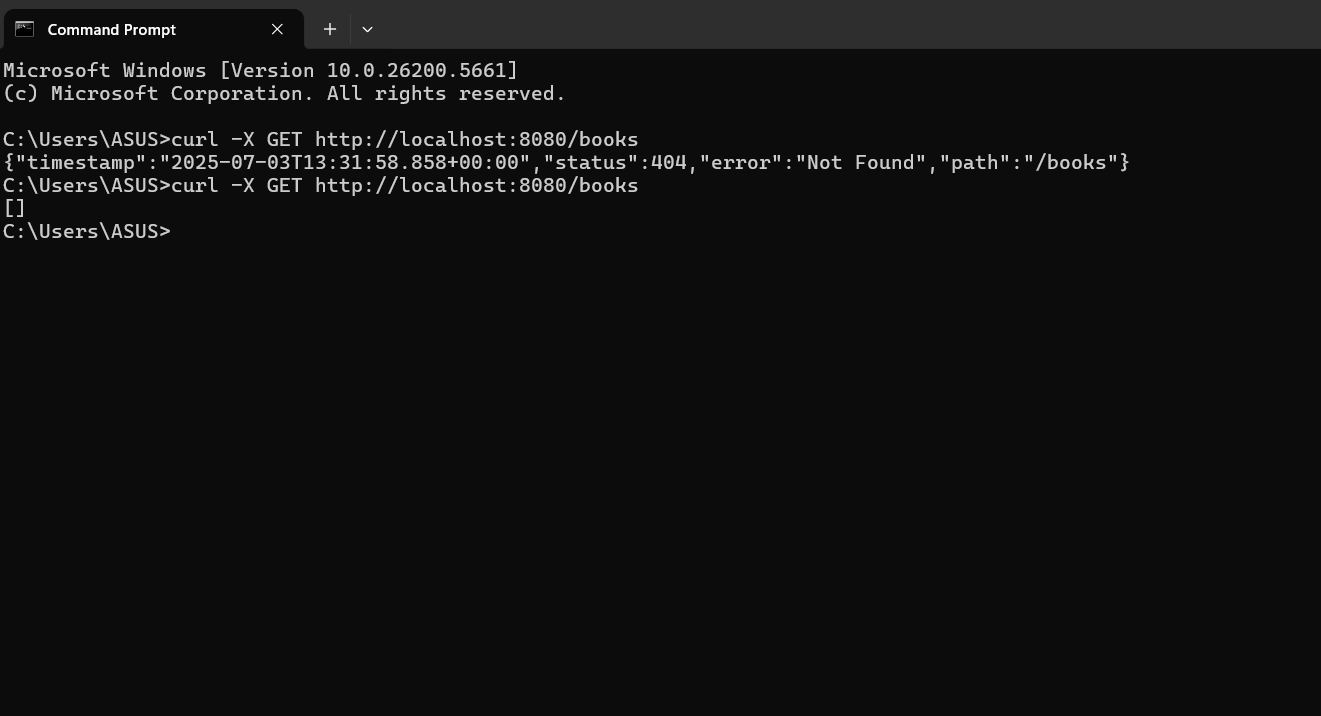 Command Prompt
Microsoft Windows [Version 10.0.26200.5661]
(c) Microsoft Corporation. All rights reserved.
C:\Users\ASUS>curl -X GET http://localhost:8080/books
{"timestamp":"2025-07-03T13:31:58.858+00:00","status":404,"error":"Not Found","path":"/books"}
C:\Users\ASUS>curl -X GET http://localhost:8080/books
[]
C:\Users\ASUS>